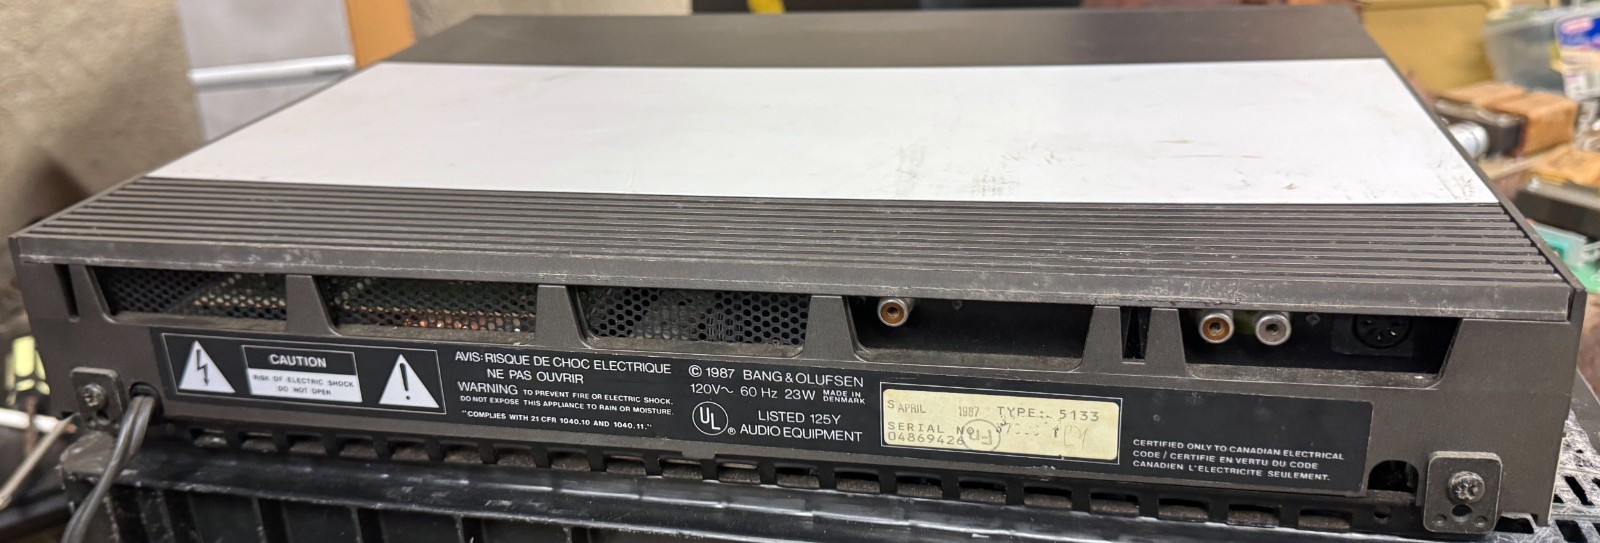 CAUTION
RISK OF ELECTRIC SHOCK
DO NOT OPEN
AVIS: RISQUE DE CHOC ELECTRIQUE
NE PAS OUVRIR
WARNING TO PREVENT FIRE OR ELECTRIC SHOCK.
DO NOT EXPOSE THIS APPLIANCE TO RAIN OR MOISTURE.
"COMPLIES WITH 21 CFR 1040.10 AND 1040.11."
© 1987 BANG & OLUFSEN
120V~ 60 Hz 23W MADE IN DENMARK
UL ® LISTED 125Y
AUDIO EQUIPMENT
S APRIL 1987 TYPE: 5133
SERIAL NO
04869426
CERTIFIED ONLY TO CANADIAN ELECTRICAL
CODE / CERTIFIE EN VERTU DU CODE
CANADIEN L'ELECTRICITE SEULEMENT.